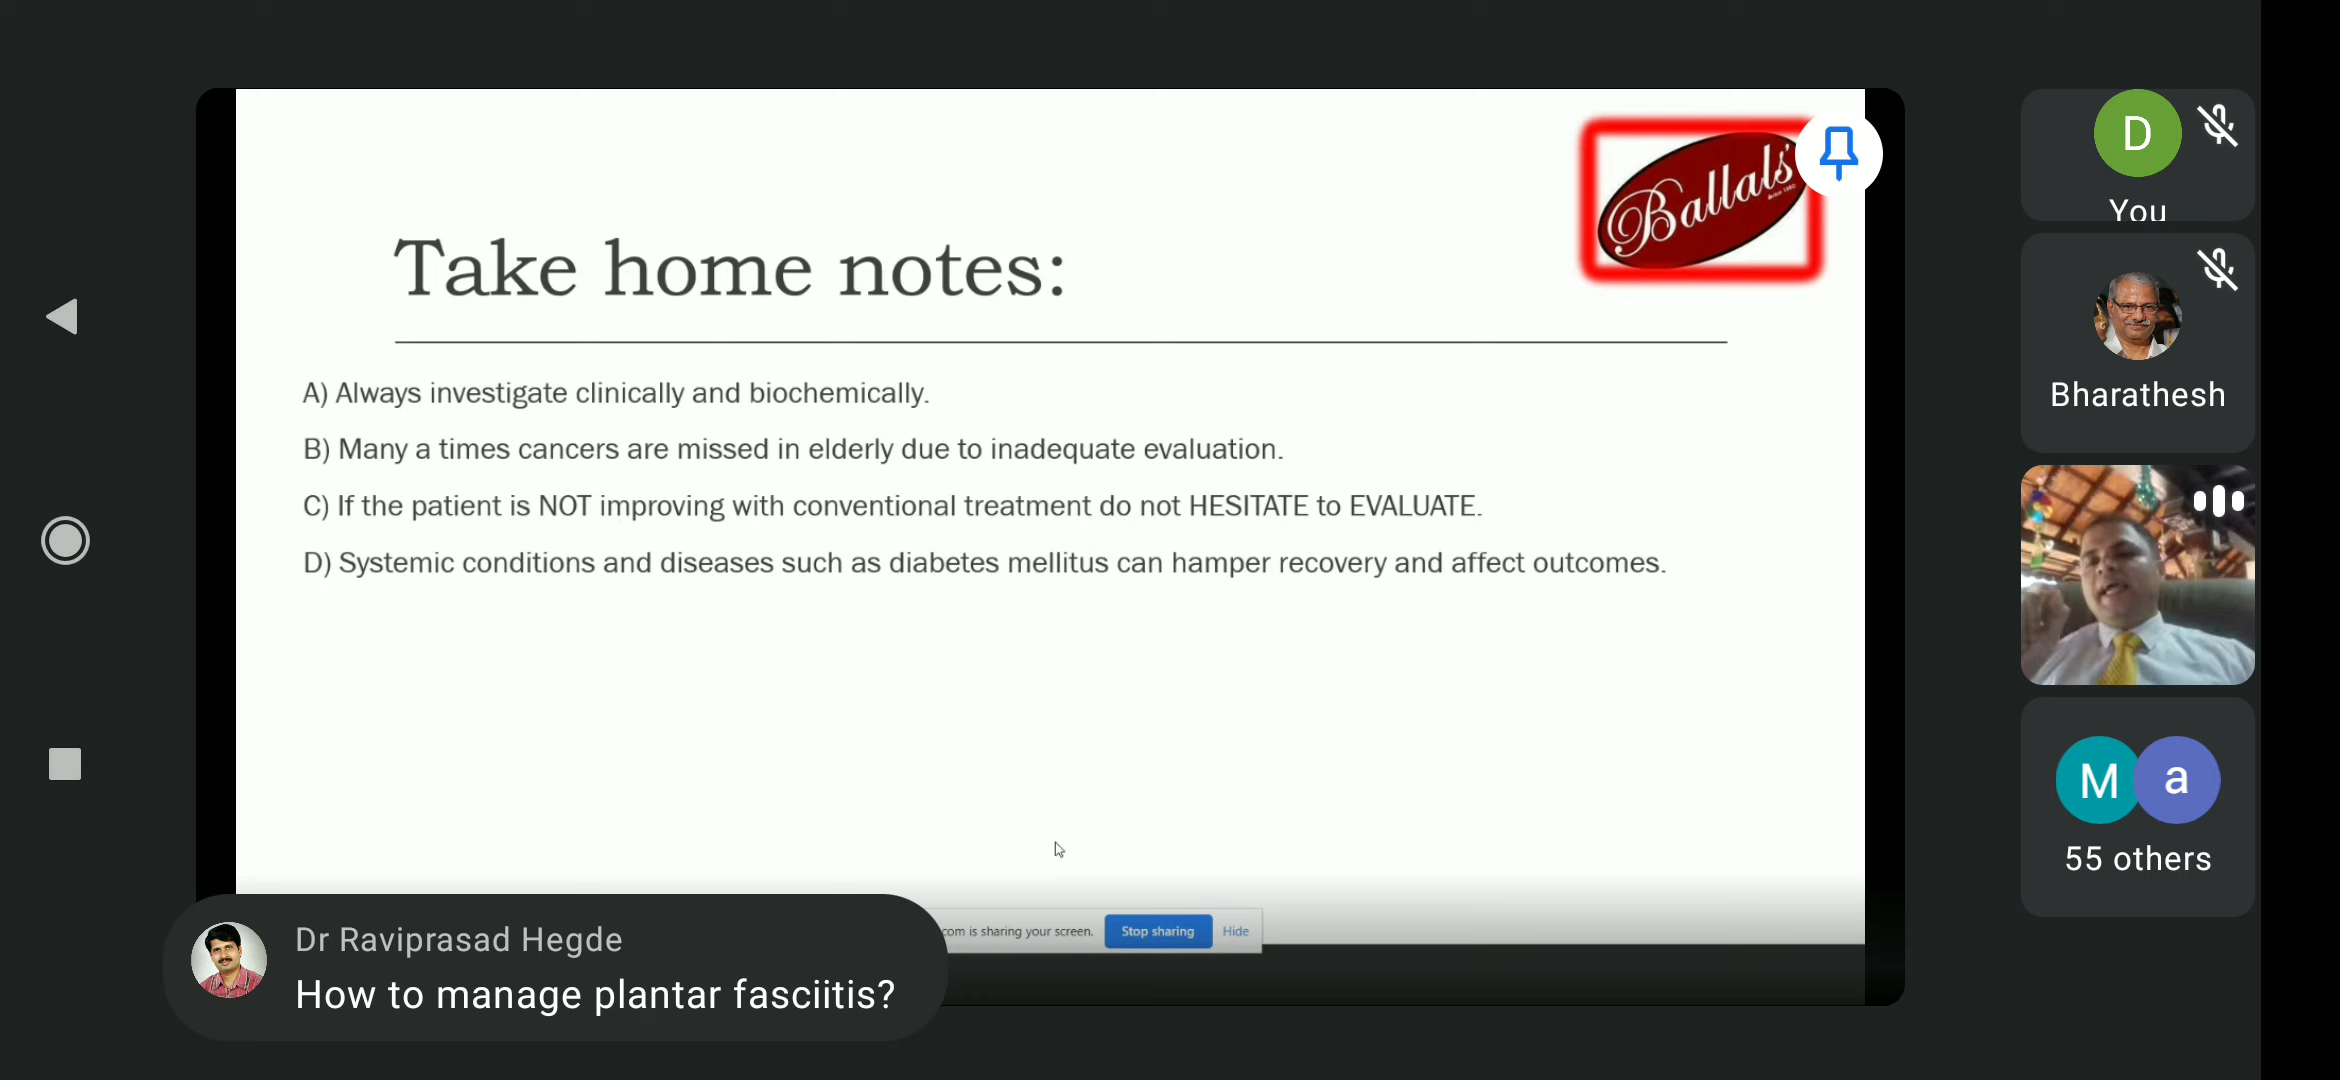 Take home notes:
Ballals'
A) Always investigate clinically and biochemically.
B) Many a times cancers are missed in elderly due to inadequate evaluation.
C) If the patient is NOT improving with conventional treatment do not HESITATE to EVALUATE.
D) Systemic conditions and diseases such as diabetes mellitus can hamper recovery and affect outcomes.
com is sharing your screen.
Stop sharing
Hide
Dr Raviprasad Hegde
How to manage plantar fasciitis?
D
You
Bharathesh
M
a
55 others